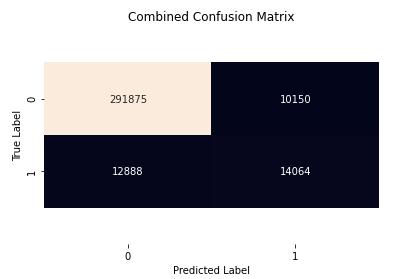 Combined Confusion Matrix
True Label
0
291875
10150
1
12888
14064
0
1
Predicted Label